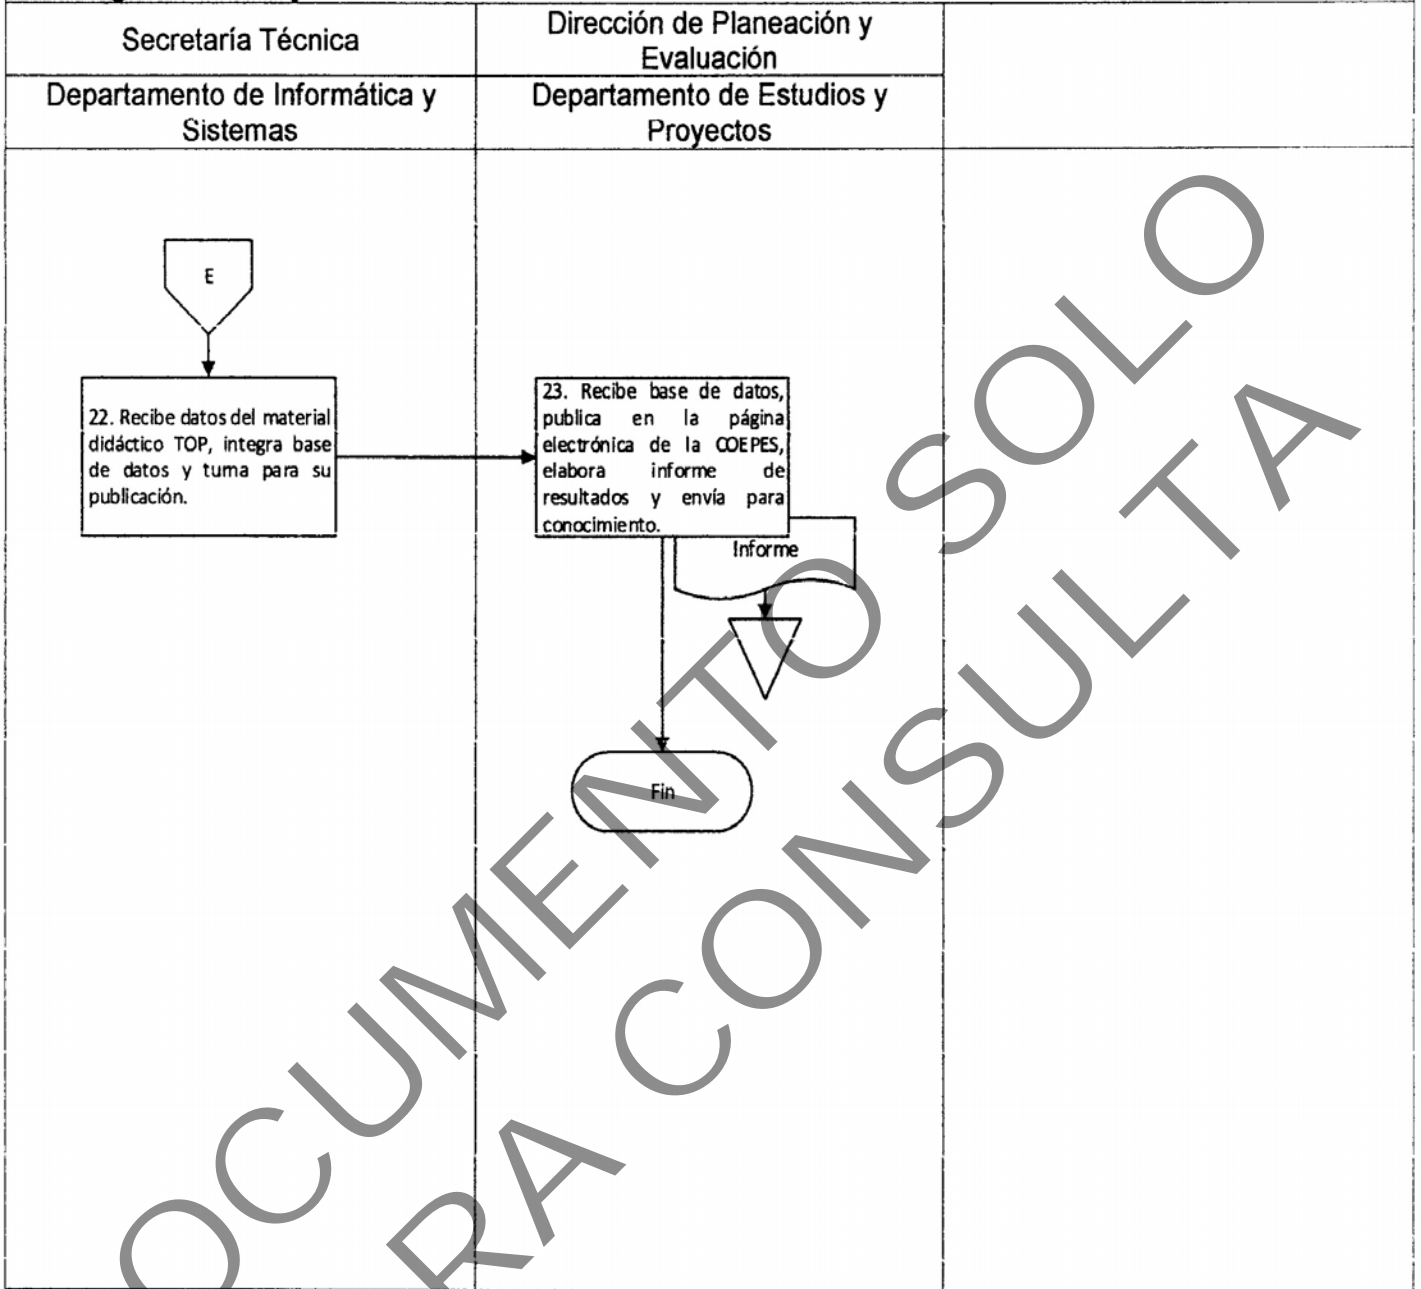 Secretaría Técnica
Dirección de Planeación y
Evaluación
Departamento de Informática y
Sistemas
Departamento de Estudios y
Proyectos
E
22. Recibe datos del material
didáctico TOP, integra base
de datos y turna para su
publicación.
23. Recibe base de datos,
publica en la página
electrónica de la COEPES,
elabora informe de
resultados y envía para
conocimiento.
Informe
Fin
OCUMENTO SOLO
RA CONSULTA